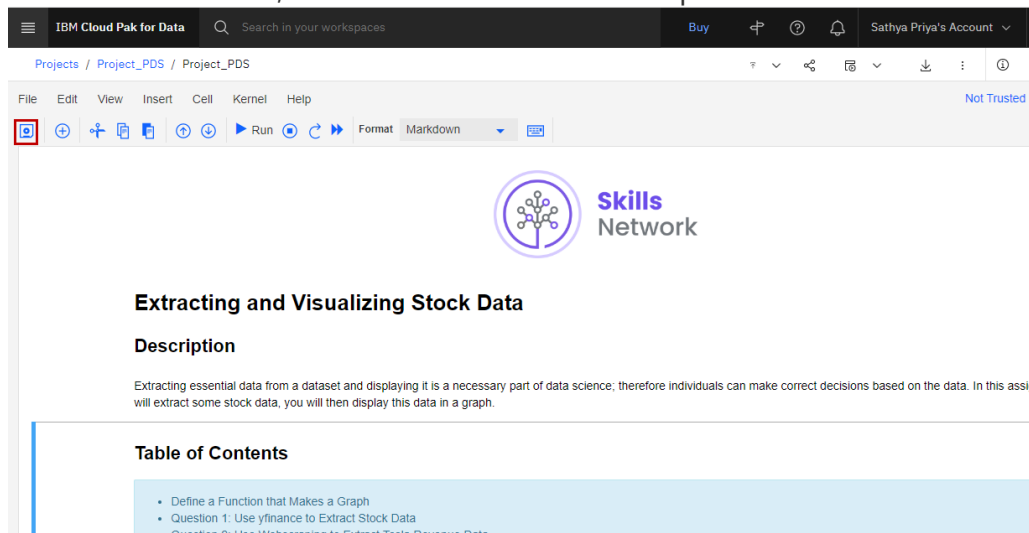 IBM Cloud Pak for Data Search in your workspaces Buy Sathya Priya's Account
Projects / Project_PDS / Project_PDS
File Edit View Insert Cell Kernel Help Not Trusted
Run Format Markdown
Skills
Network
Extracting and Visualizing Stock Data
Description
Extracting essential data from a dataset and displaying it is a necessary part of data science; therefore individuals can make correct decisions based on the data. In this assi
will extract some stock data, you will then display this data in a graph.
Table of Contents
• Define a Function that Makes a Graph
• Question 1: Use yfinance to Extract Stock Data